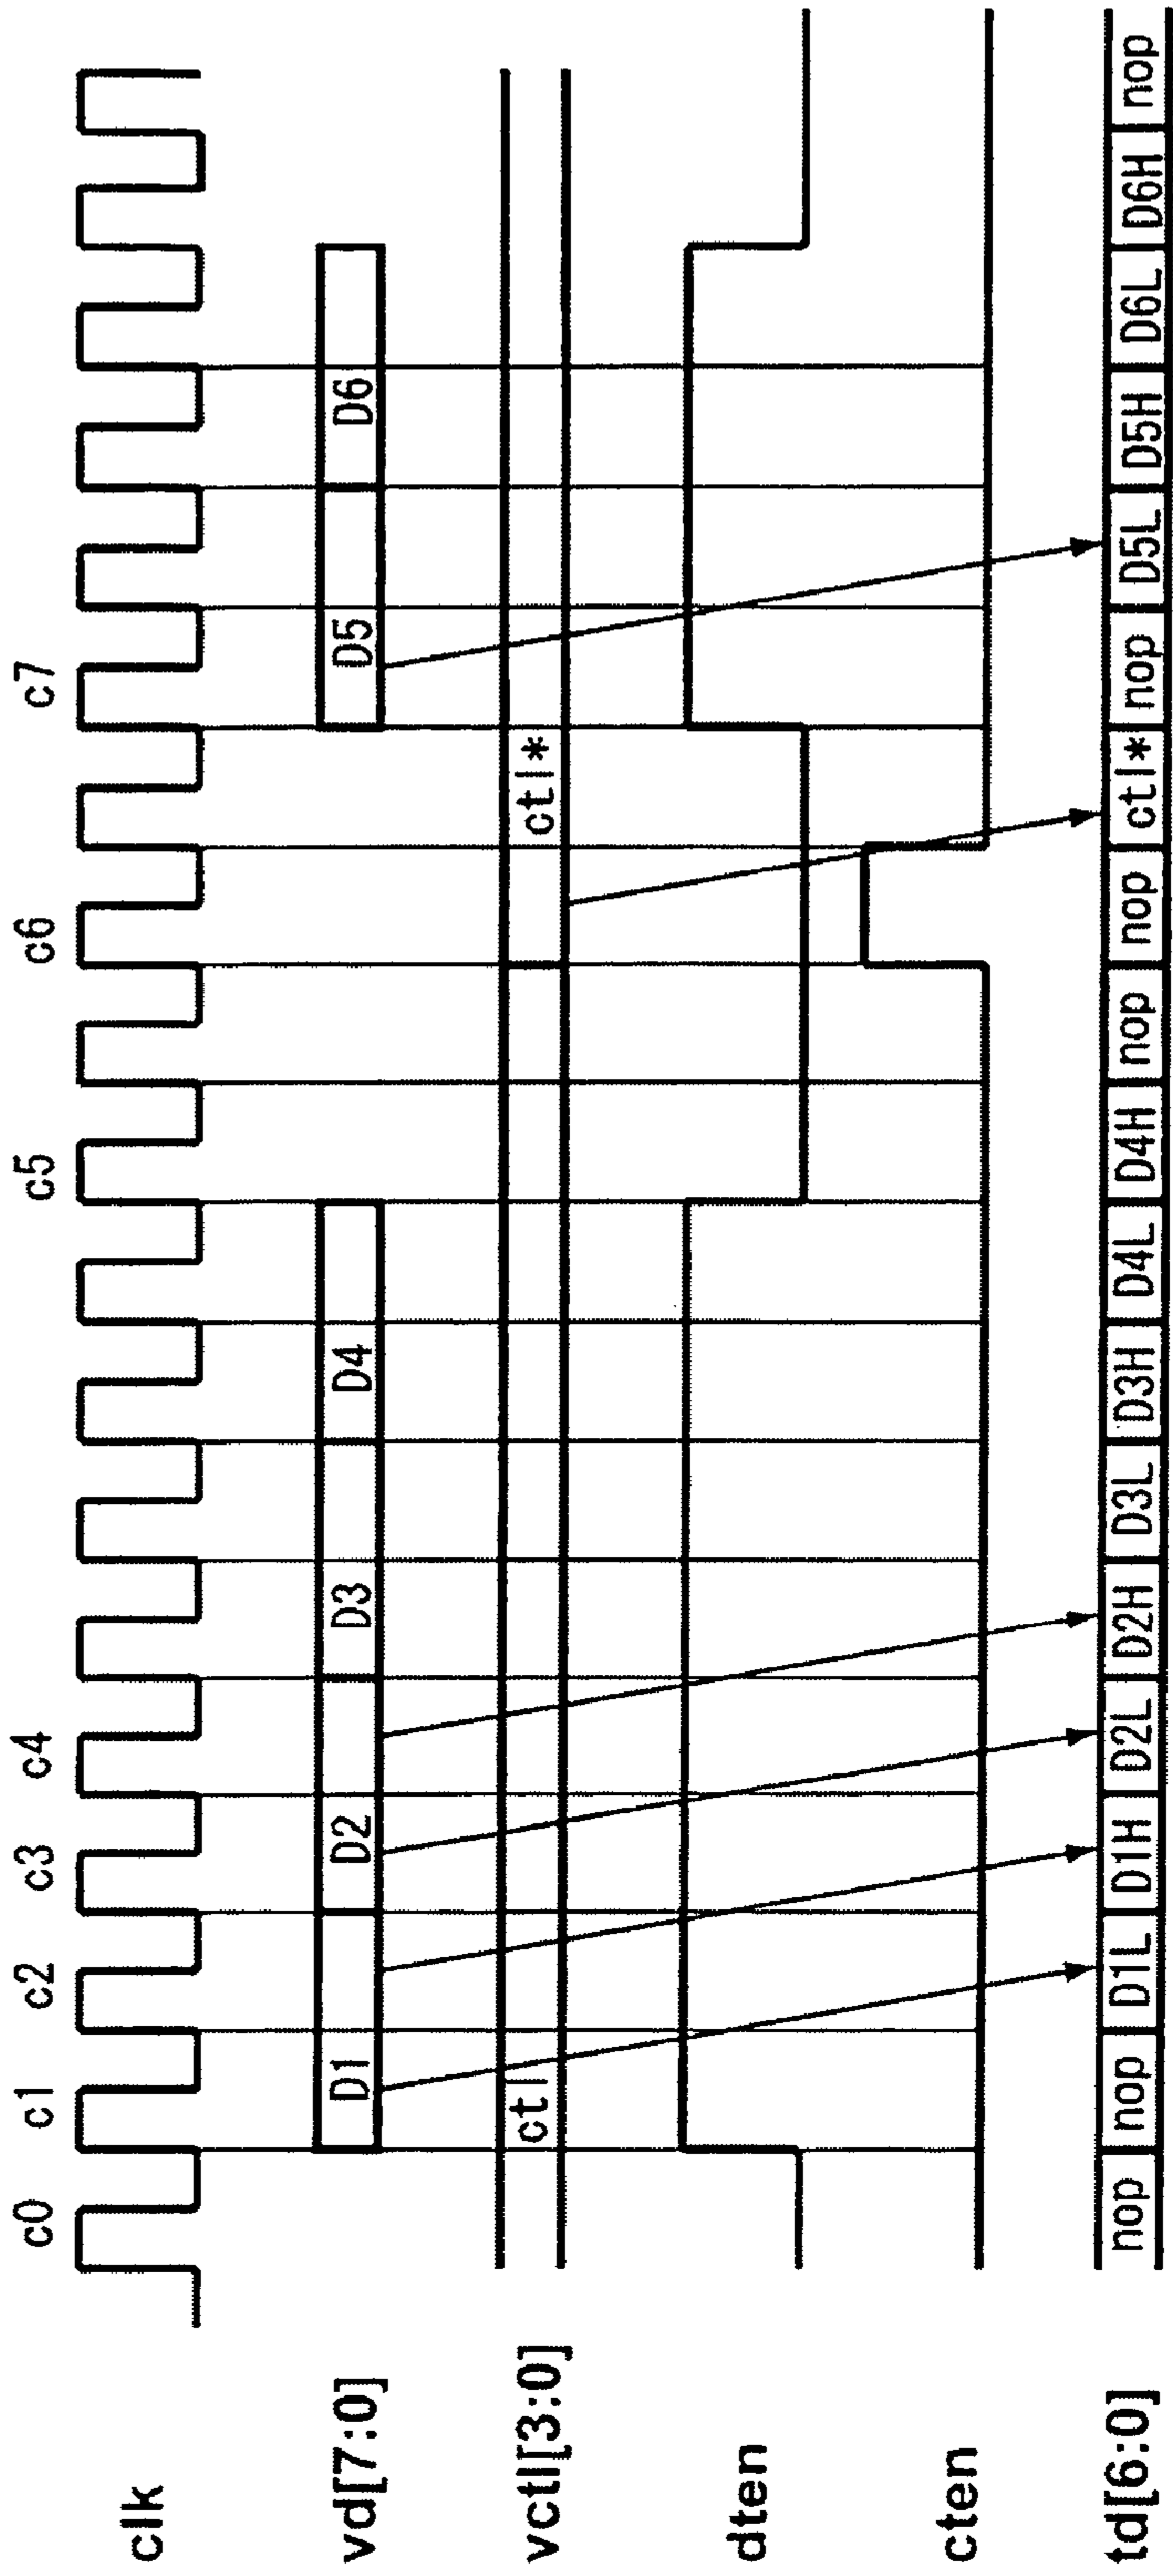 c0 c1 c2 c3 c4 c5 c6 c7
clk
vd[7:0] D1 D2 D3 D4 D5 D6
vctl[3:0] ctl ctl*
dten
cten
td[6:0] nop nop D1L D1H D2L D2H D3L D3H D4L D4H nop nop ctl* nop D5L D5H D6L D6H nop